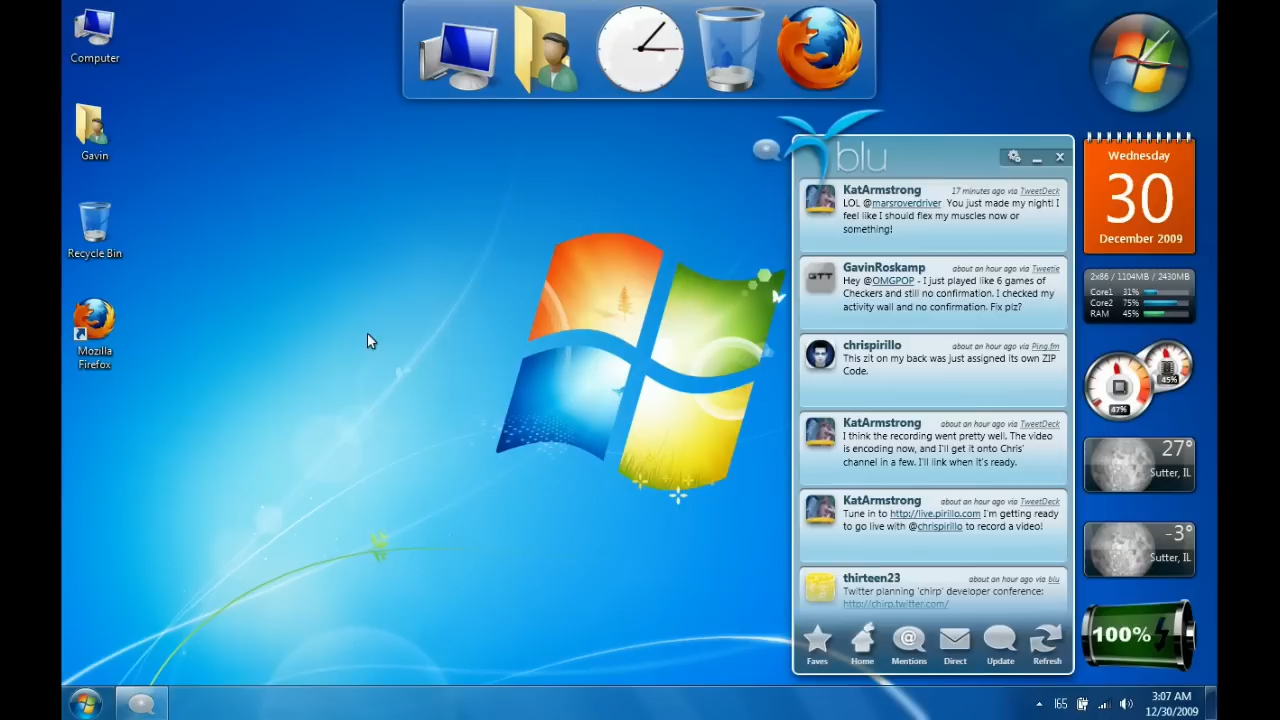 Computer
Gavin
Recycle Bin
Mozilla
Firefox
blu
KatArmstrong 17 minutes ago via TweetDeck
LOL @marsroverdriver You just made my night! I
feel like I should flex my muscles now or
something!
GTT
GavinRoskamp about an hour ago via Tweetie
Hey @OMGPOP - I just played like 6 games of
Checkers and still no confirmation. I checked my
activity wall and no confirmation. Fix plz?
chrispirillo about an hour ago via Ping.fm
This zit on my back was just assigned its own ZIP
Code.
KatArmstrong about an hour ago via TweetDeck
I think the recording went pretty well. The video
is encoding now, and I'll get it onto Chris'
channel in a few. I'll link when it's ready.
KatArmstrong about an hour ago via TweetDeck
Tune in to http://live.pirillo.com I'm getting ready
to go live with @chrispirillo to record a video!
thirteen23 about an hour ago via blu
Twitter planning 'chirp' developer conference:
http://chirp.twitter.com/
Faves Home Mentions Direct Update Refresh
Wednesday
30
December 2009
2x86 / 1104MB / 2430MB
Core1 31%
Core2 75%
RAM 45%
45%
47%
27°
Sutter, IL
-3°
Sutter, IL
100%
165
3:07 AM
12/30/2009